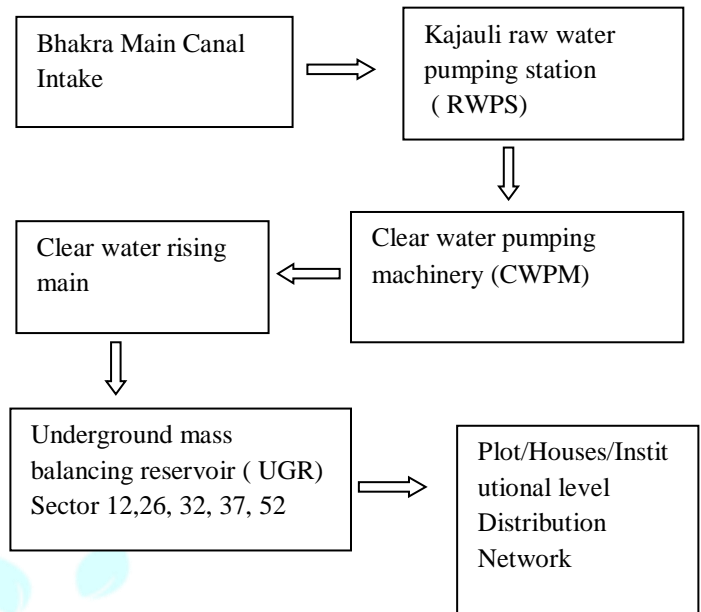 Bhakra Main Canal
Intake
Kajauli raw water
pumping station
( RWPS)
Clear water pumping
machinery (CWPM)
Clear water rising
main
Underground mass
balancing reservoir ( UGR)
Sector 12,26, 32, 37, 52
Plot/Houses/Instit
utional level
Distribution
Network